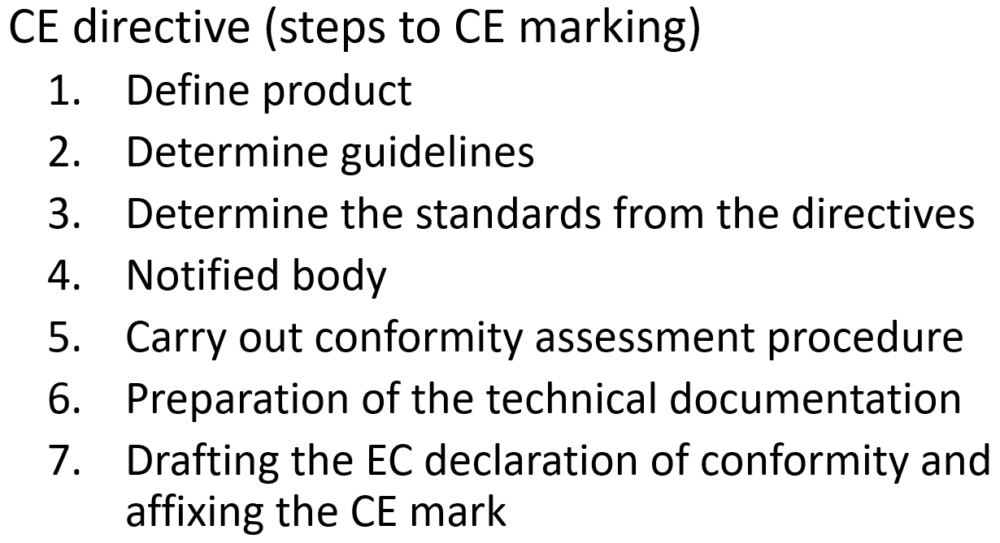 CE directive (steps to CE marking)
1. Define product
2. Determine guidelines
3. Determine the standards from the directives
4. Notified body
5. Carry out conformity assessment procedure
6. Preparation of the technical documentation
7. Drafting the EC declaration of conformity and
affixing the CE mark